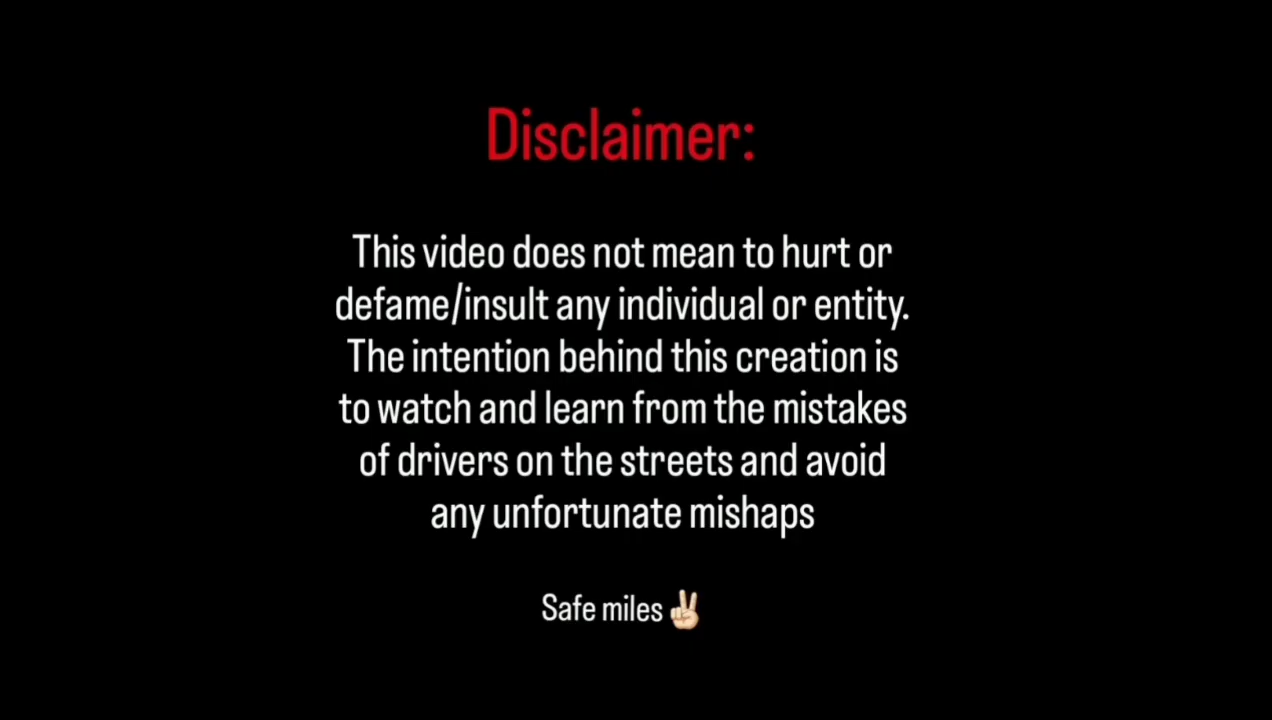 Disclaimer:
This video does not mean to hurt or
defame/insult any individual or entity.
The intention behind this creation is
to watch and learn from the mistakes
of drivers on the streets and avoid
any unfortunate mishaps
Safe miles ✌🏻